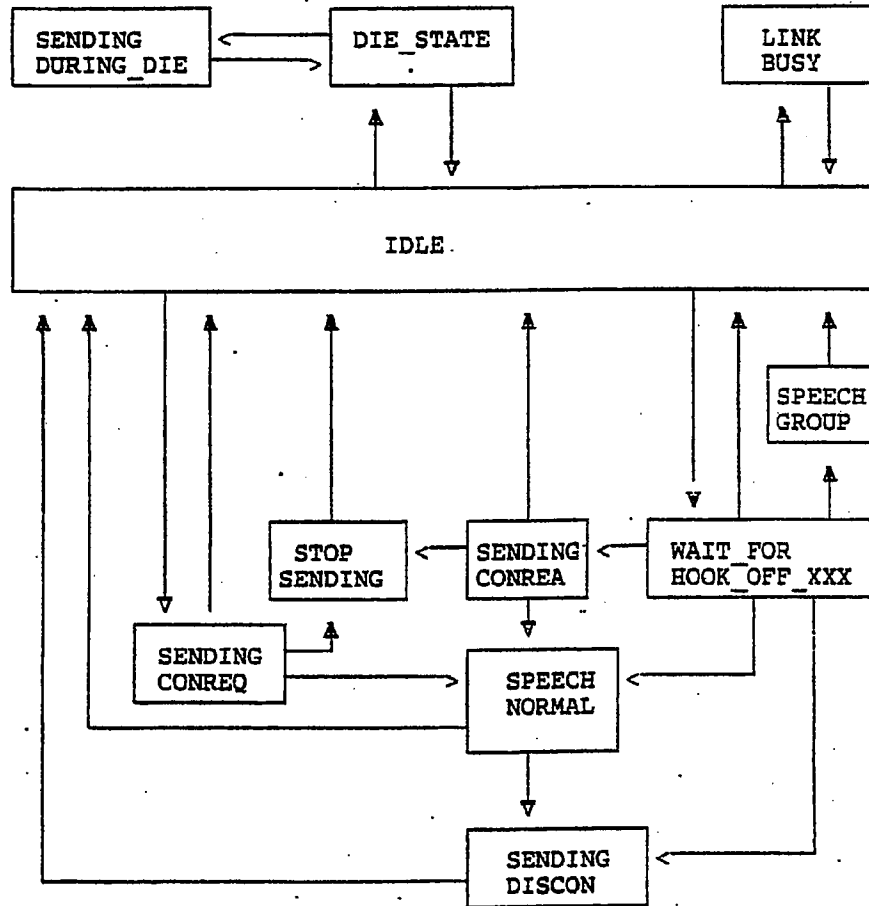 SENDING
DURING_DIE
DIE_STATE
LINK
BUSY
IDLE
SPEECH
GROUP
STOP
SENDING
SENDING
CONREA
WAIT_FOR
HOOK_OFF_XXX
SENDING
CONREQ
SPEECH
NORMAL
SENDING
DISCON